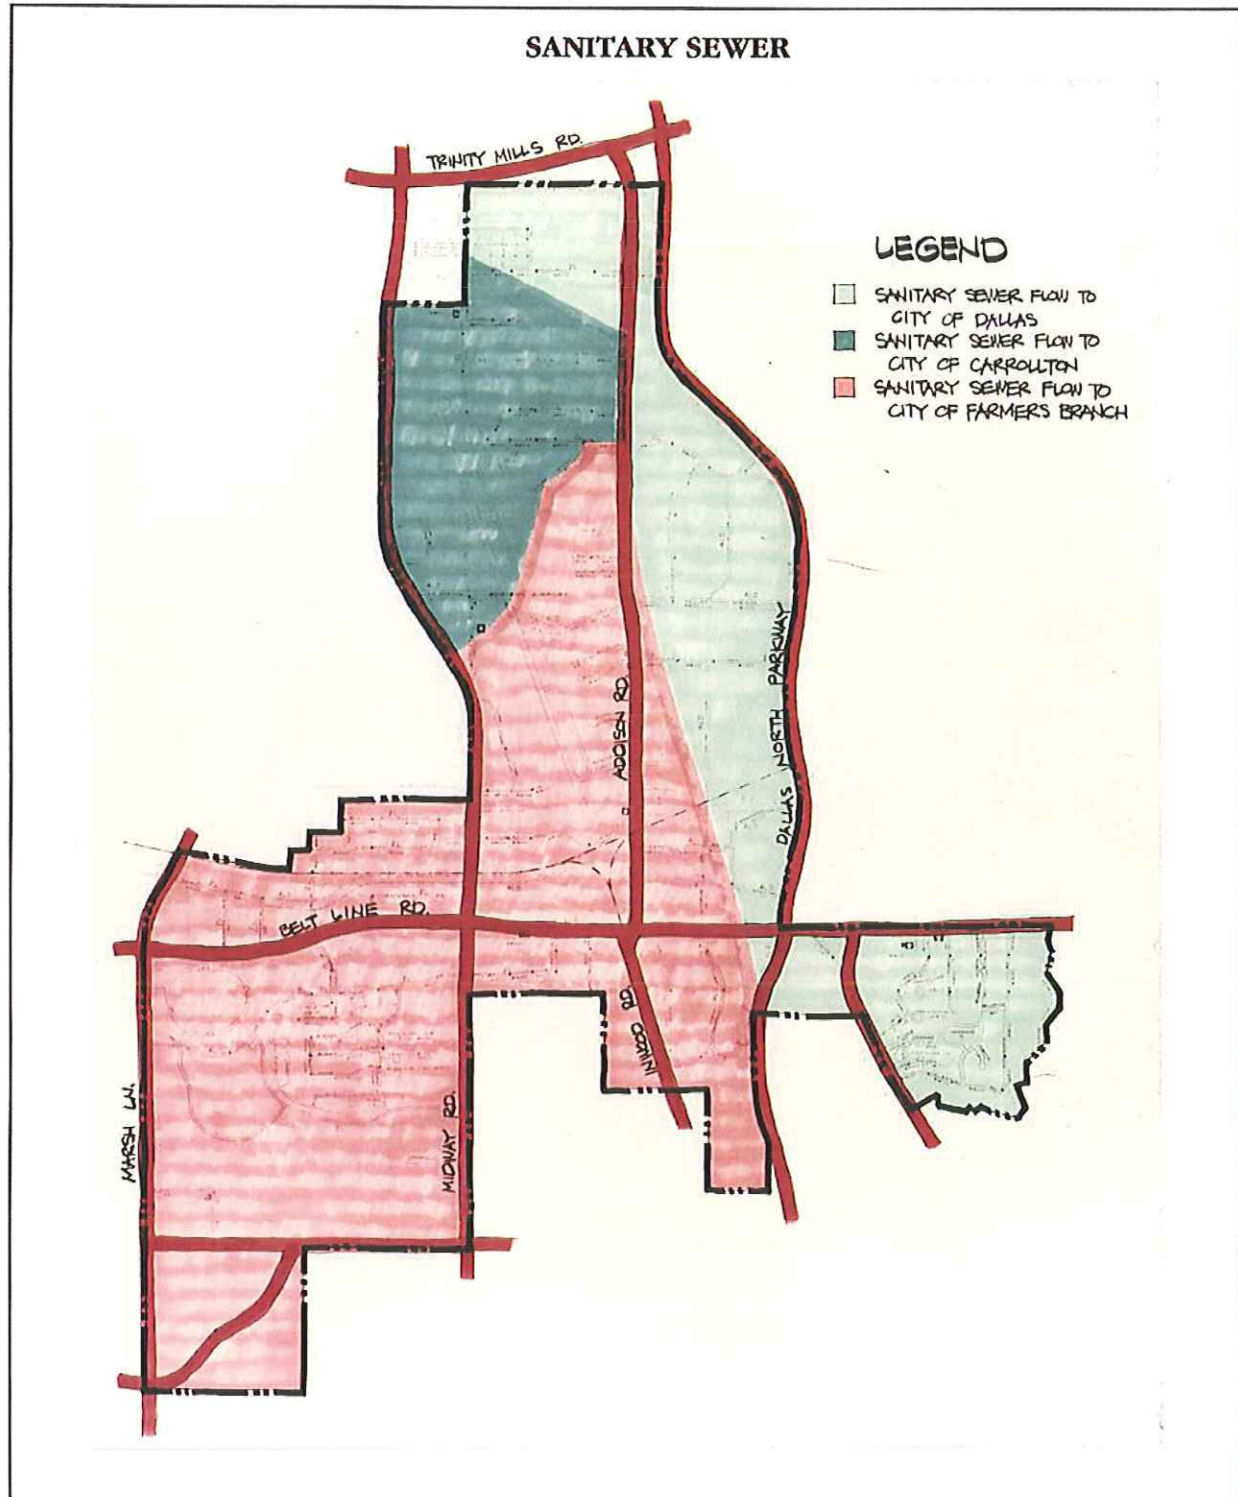 SANITARY SEWER
TRINITY MILLS RD.
LEGEND
SANITARY SEWER FLOW TO
CITY OF DALLAS
SANITARY SEWER FLOW TO
CITY OF CARROLLTON
SANITARY SEWER FLOW TO
CITY OF FARMERS BRANCH
ADDISON RD.
DALLAS NORTH PARKWAY
BELT LINE RD.
INWOOD RD
MARSH LN.
MIDWAY RD.